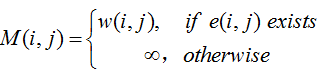 M(i, j) = { w(i, j), if e(i, j) exists
∞, otherwise